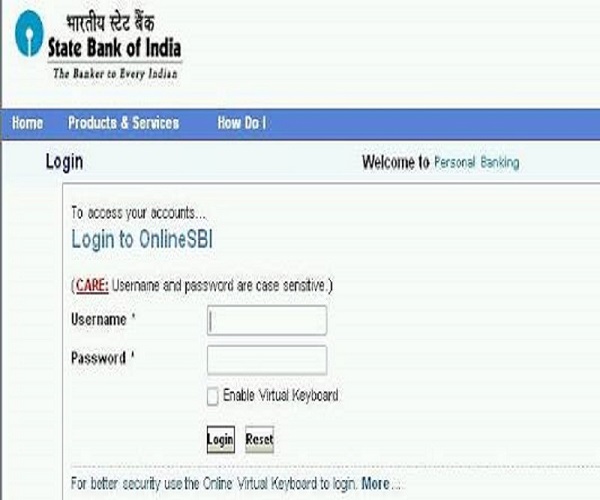 भारतीय स्टेट बैंक
State Bank of India
The Banker to Every Indian
Home Products & Services How Do I
Login Welcome to Personal Banking
To access your accounts...
Login to OnlineSBI
(CARE: Username and password are case sensitive.)
Username *
Password *
Enable Virtual Keyboard
Login Reset
For better security use the Online Virtual Keyboard to login. More...